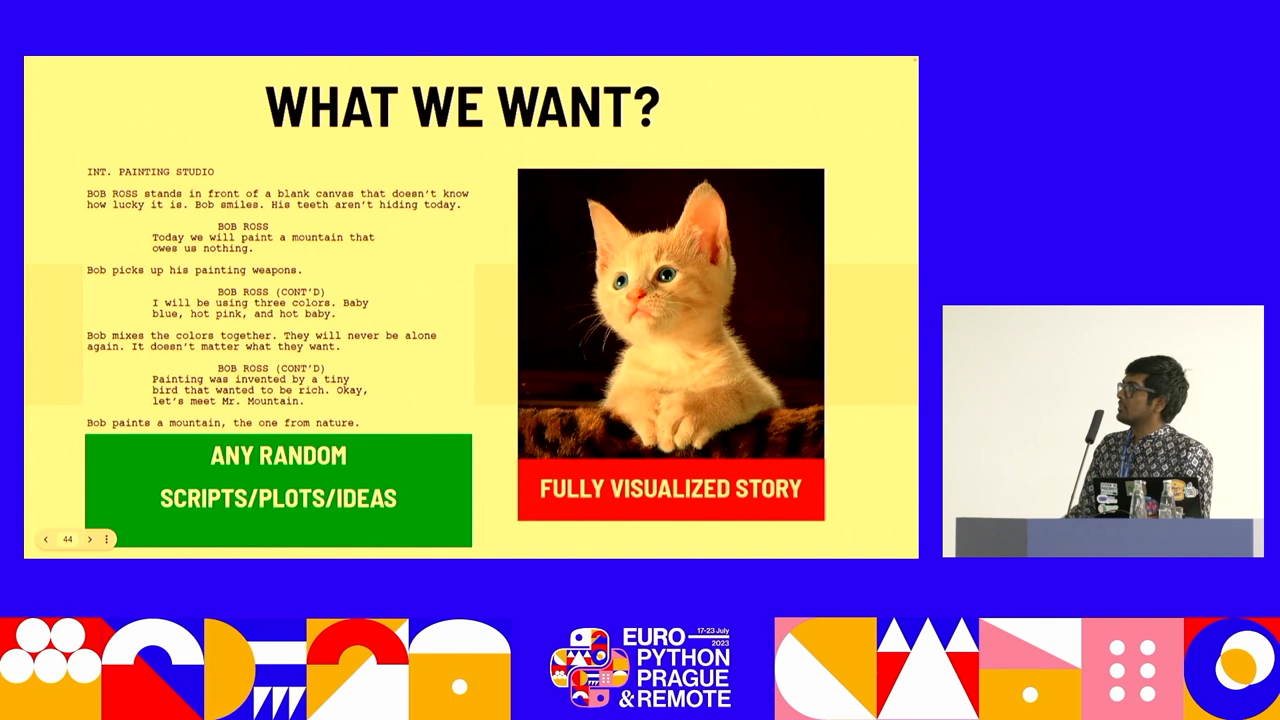 WHAT WE WANT?
INT. PAINTING STUDIO
BOB ROSS stands in front of a blank canvas that doesn't know
how lucky it is. Bob smiles. His teeth aren't hiding today.
BOB ROSS
Today we will paint a mountain that
owes us nothing.
Bob picks up his painting weapons.
BOB ROSS (CONT'D)
I will be using three colors. Baby
blue, hot pink, and hot baby.
Bob mixes the colors together. They will never be alone
again. It doesn't matter what they want.
BOB ROSS (CONT'D)
Painting was invented by a tiny
bird that wanted to be rich. Okay,
let's meet Mr. Mountain.
Bob paints a mountain, the one from nature.
ANY RANDOM
SCRIPTS/PLOTS/IDEAS
FULLY VISUALIZED STORY
44
EURO 17-23 July
2023
PYTHON
PRAGUE
& REMOTE